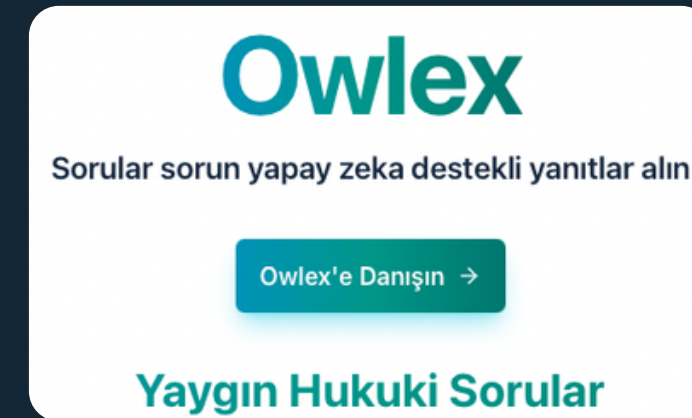 Owlex
Sorular sorun yapay zeka destekli yanıtlar alın
Owlex'e Danışın →
Yaygın Hukuki Sorular